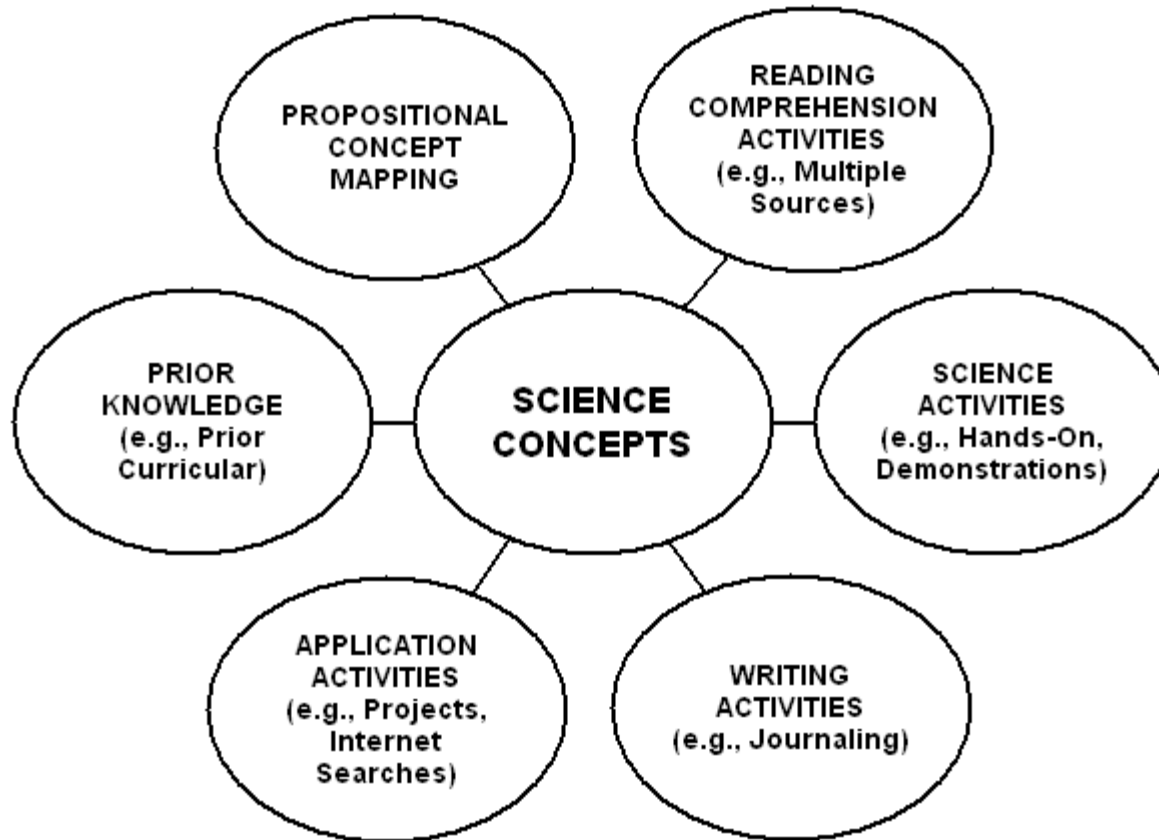 PROPOSITIONAL
CONCEPT
MAPPING
READING
COMPREHENSION
ACTIVITIES
(e.g., Multiple
Sources)
PRIOR
KNOWLEDGE
(e.g., Prior
Curricular)
SCIENCE
CONCEPTS
SCIENCE
ACTIVITIES
(e.g., Hands-On,
Demonstrations)
APPLICATION
ACTIVITIES
(e.g., Projects,
Internet
Searches)
WRITING
ACTIVITIES
(e.g., Journaling)